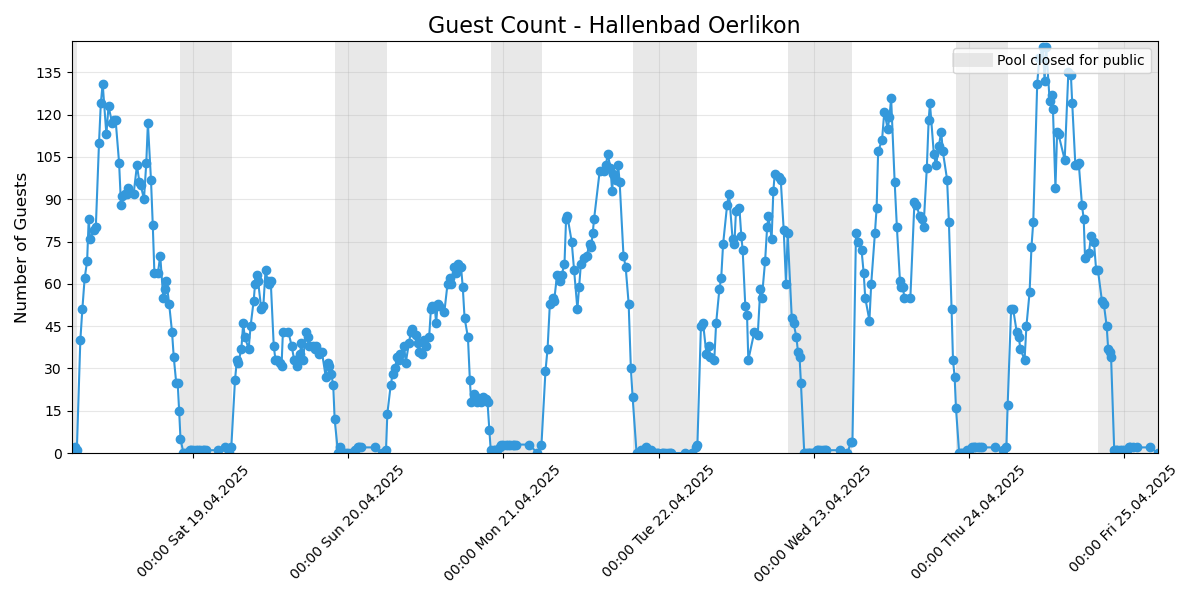 Guest Count - Hallenbad Oerlikon
Pool closed for public
Number of Guests
135
120
105
90
75
60
45
30
15
0
00:00 Sat 19.04.2025
00:00 Sun 20.04.2025
00:00 Mon 21.04.2025
00:00 Tue 22.04.2025
00:00 Wed 23.04.2025
00:00 Thu 24.04.2025
00:00 Fri 25.04.2025